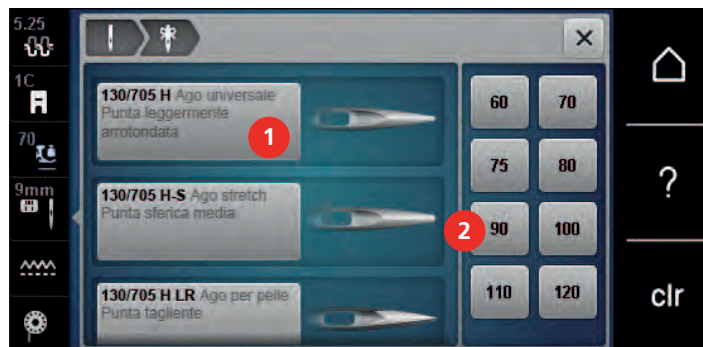 5.25
1C
70
9mm
130/705 H Ago universale
Punta leggermente
arrotondata
1
130/705 H-S Ago stretch
Punta sferica media
130/705 H LR Ago per pelle
Punta tagliente
2
60 70
75 80
90 100
110 120
?
clr